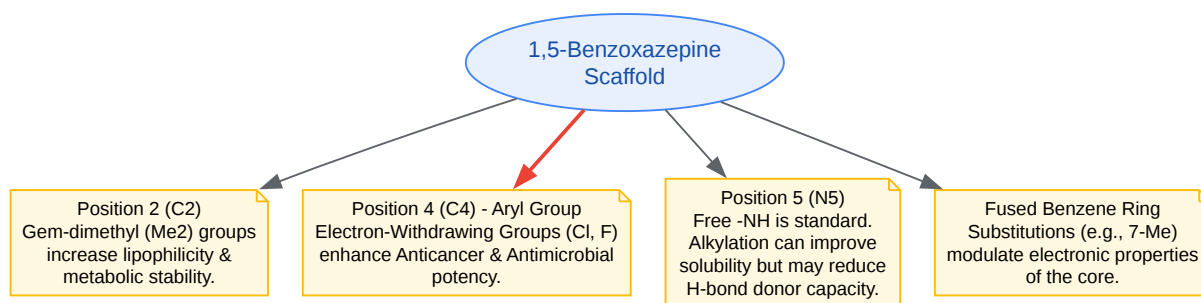 1,5-Benzoxazepine
Scaffold
Position 2 (C2)
Gem-dimethyl (Me2) groups
increase lipophilicity &
metabolic stability.
Position 4 (C4) - Aryl Group
Electron-Withdrawing Groups (Cl, F)
enhance Anticancer & Antimicrobial
potency.
Position 5 (N5)
Free -NH is standard.
Alkylation can improve
solubility but may reduce
H-bond donor capacity.
Fused Benzene Ring
Substitutions (e.g., 7-Me)
modulate electronic properties
of the core.